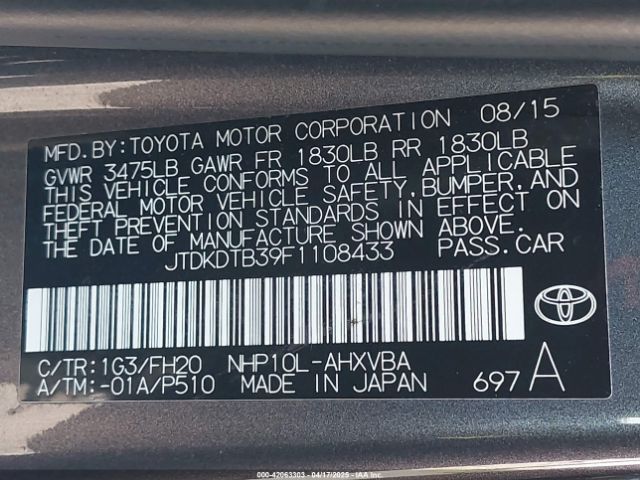 MFD.BY:TOYOTA MOTOR CORPORATION 08/15
GVWR 3475LB GAWR FR 1830LB RR 1830LB
THIS VEHICLE CONFORMS TO ALL APPLICABLE
FEDERAL MOTOR VEHICLE SAFETY,BUMPER,AND
THEFT PREVENTION STANDARDS IN EFFECT ON
THE DATE OF MANUFACTURE SHOWN ABOVE.
JTDKDTB39F1108433 PASS.CAR
C/TR:1G3/FH20 NHP10L-AHXVBA
A/TM:-01A/P510 MADE IN JAPAN 697 A
000-42063303 - 04/17/2025 - IAAI.COM